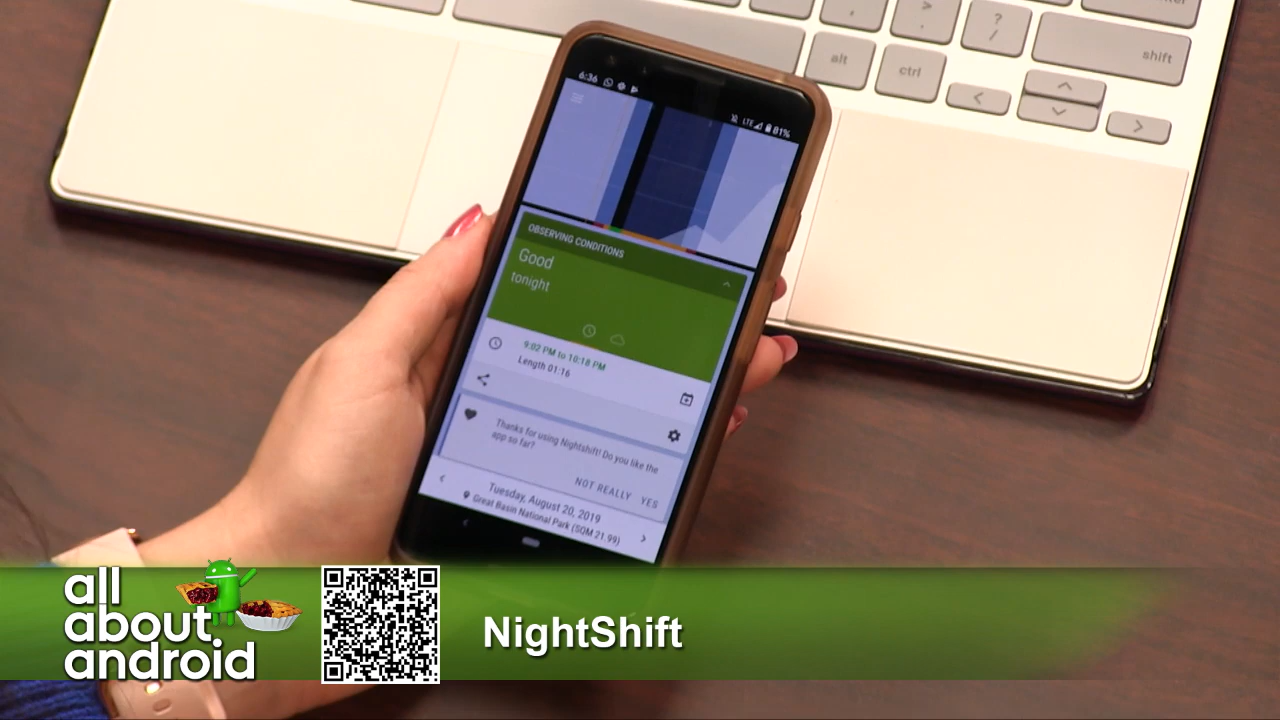 enter
, 
>
.
?
/
shift
alt
ctrl
6:36
LTE 81%
OBSERVING CONDITIONS
Good
tonight
9:02 PM to 10:18 PM
Length 01:16
Thanks for using Nightshift! Do you like the
app so far?
NOT REALLY YES
Tuesday, August 20, 2019
Great Basin National Park (SQM 21.99)
all
about
android
NightShift